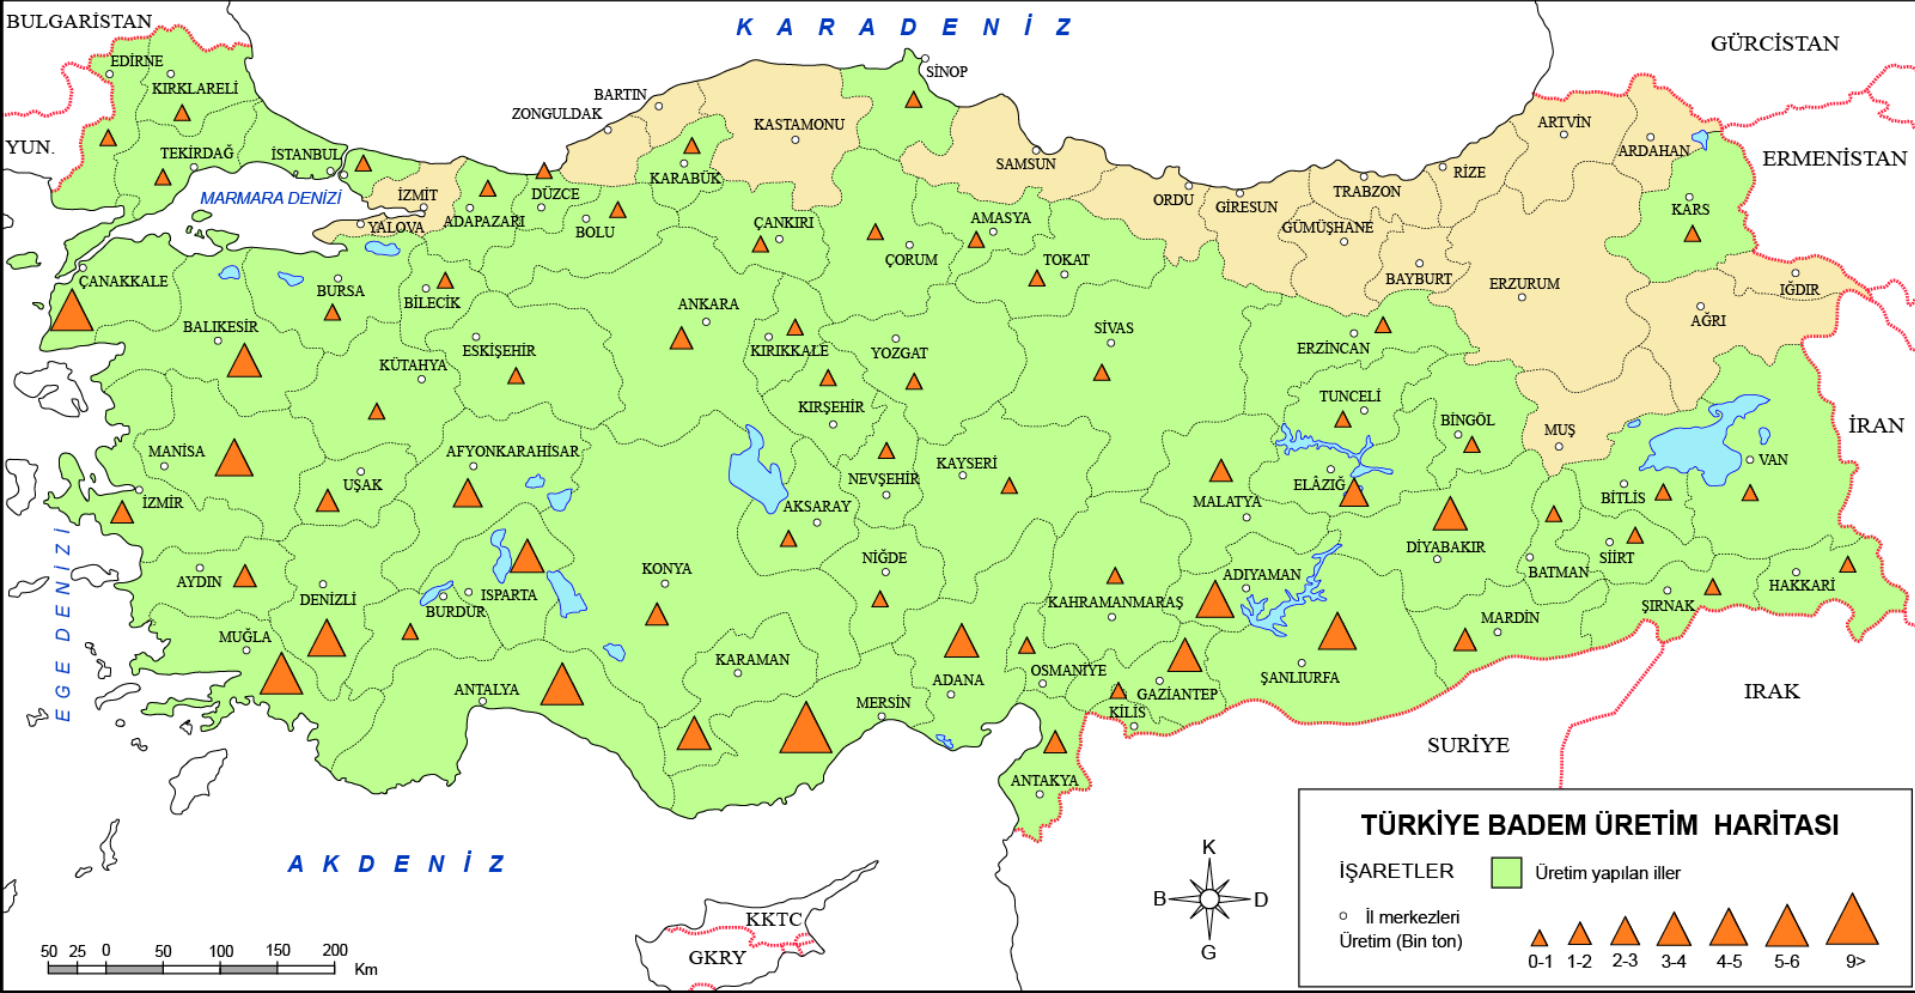 BULGARİSTAN
K A R A D E N İ Z
GÜRCİSTAN
EDİRNE
KIRKLARELİ
SİNOP
BARTIN
ZONGULDAK
KASTAMONU
ARTVİN
YUN.
TEKİRDAĞ
İSTANBUL
KARABÜK
SAMSUN
ARDAHAN
ERMENİSTAN
RİZE
MARMARA DENİZİ
İZMİT
DÜZCE
TRABZON
ORDU
GİRESUN
KARS
YALOVA
ADAPAZARI
BOLU
ÇANKIRI
AMASYA
GÜMÜŞHANE
ÇORUM
TOKAT
ÇANAKKALE
BURSA
BİLECİK
BAYBURT
ERZURUM
IĞDIR
ANKARA
BALIKESİR
SİVAS
AĞRI
ESKİŞEHİR
KIRIKKALE
YOZGAT
ERZİNCAN
KÜTAHYA
TUNCELİ
KIRŞEHİR
BİNGÖL
MUŞ
İRAN
MANİSA
AFYONKARAHİSAR
KAYSERİ
VAN
UŞAK
NEVŞEHİR
ELÂZIĞ
İZMİR
AKSARAY
MALATYA
BİTLİS
DİYABAKIR
SİİRT
NİĞDE
KONYA
AYDIN
ADIYAMAN
BATMAN
HAKKARİ
DENİZLİ
ISPARTA
BURDUR
KAHRAMANMARAŞ
ŞIRNAK
EGE DENİZİ
MUĞLA
MARDİN
KARAMAN
OSMANİYE
ADANA
ŞANLIURFA
ANTALYA
GAZİANTEP
MERSİN
KİLİS
IRAK
SURİYE
ANTAKYA
A K D E N İ Z
TÜRKİYE BADEM ÜRETİM HARİTASI
İŞARETLER
Üretim yapılan iller
İl merkezleri
Üretim (Bin ton)
0-1 1-2 2-3 3-4 4-5 5-6 9>
K
B D
G
KKTC
GKRY
50 25 0 50 100 150 200
Km